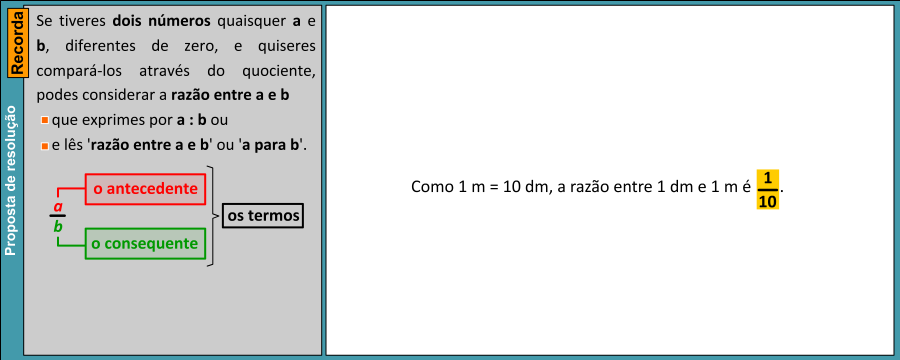 Proposta de resolução
Recorda
Se tiveres dois números quaisquer a e
b, diferentes de zero, e quiseres
compará-los através do quociente,
podes considerar a razão entre a e b
que exprimes por a : b ou
e lês 'razão entre a e b' ou 'a para b'.
a
b
o antecedente
o consequente
os termos
Como 1 m = 10 dm, a razão entre 1 dm e 1 m é 1/10.